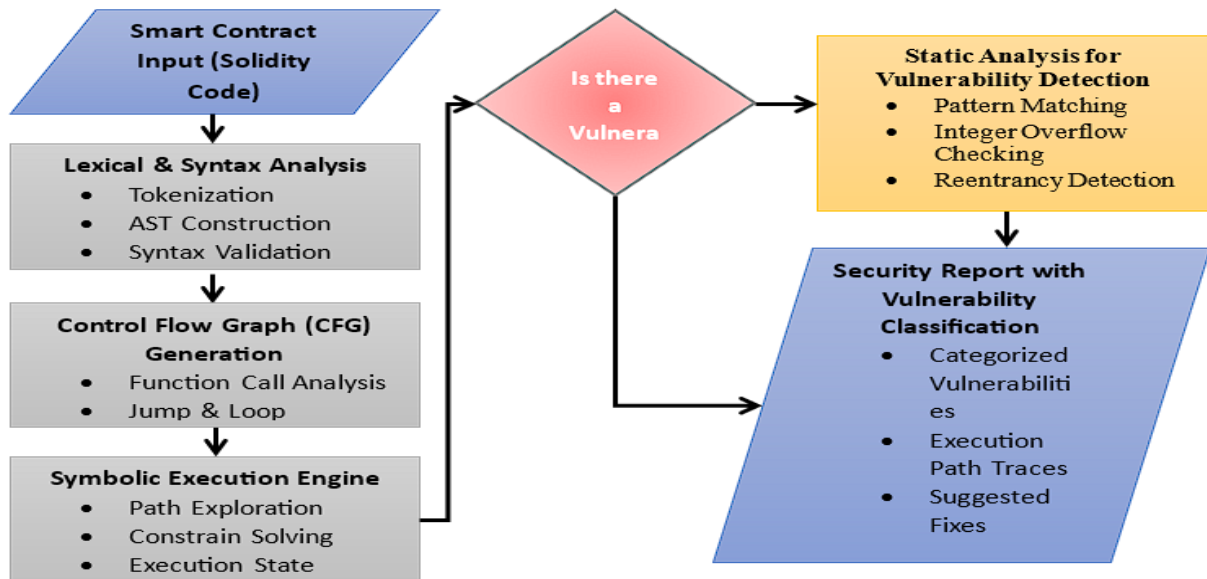 Smart Contract
Input (Solidity
Code)
Lexical & Syntax Analysis
• Tokenization
• AST Construction
• Syntax Validation
Control Flow Graph (CFG)
Generation
• Function Call Analysis
• Jump & Loop
Symbolic Execution Engine
• Path Exploration
• Constrain Solving
• Execution State
Is there
a
Vulnera
Static Analysis for
Vulnerability Detection
• Pattern Matching
• Integer Overflow
Checking
• Reentrancy Detection
Security Report with
Vulnerability
Classification
• Categorized
Vulnerabiliti
es
• Execution
Path Traces
• Suggested
Fixes